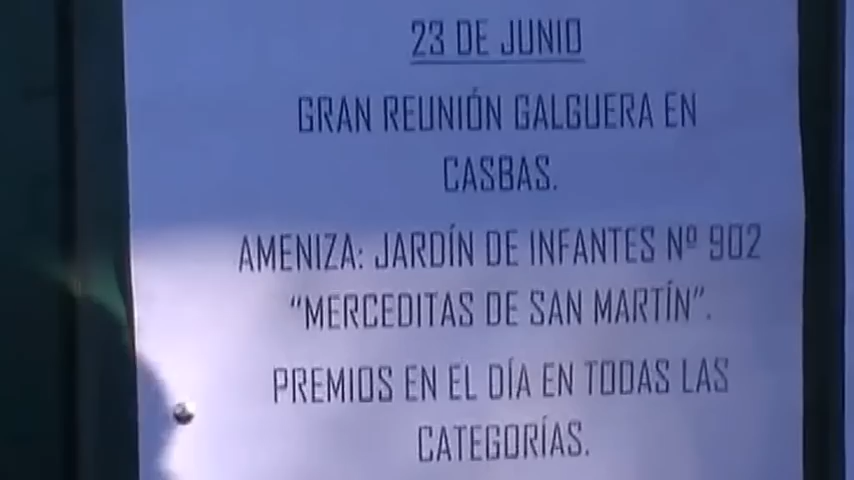 23 DE JUNIO
GRAN REUNIÓN GALGUERA EN
CASBAS.
AMENIZA: JARDÍN DE INFANTES Nº 902
“MERCEDITAS DE SAN MARTÍN”.
PREMIOS EN EL DÍA EN TODAS LAS
CATEGORÍAS.